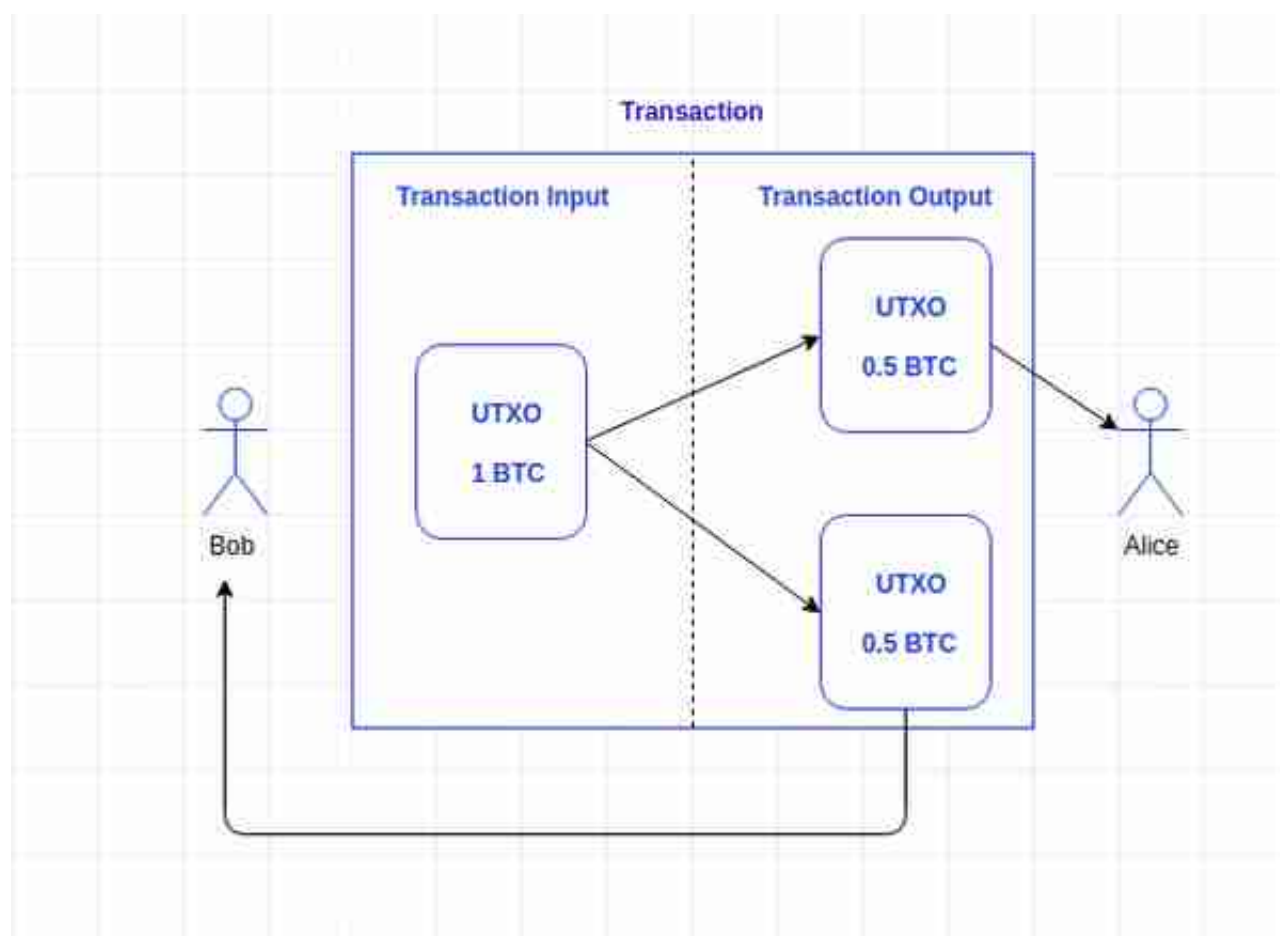 Transaction
Transaction Input
Transaction Output
UTXO
0.5 BTC
UTXO
1 BTC
Bob
Alice
UTXO
0.5 BTC